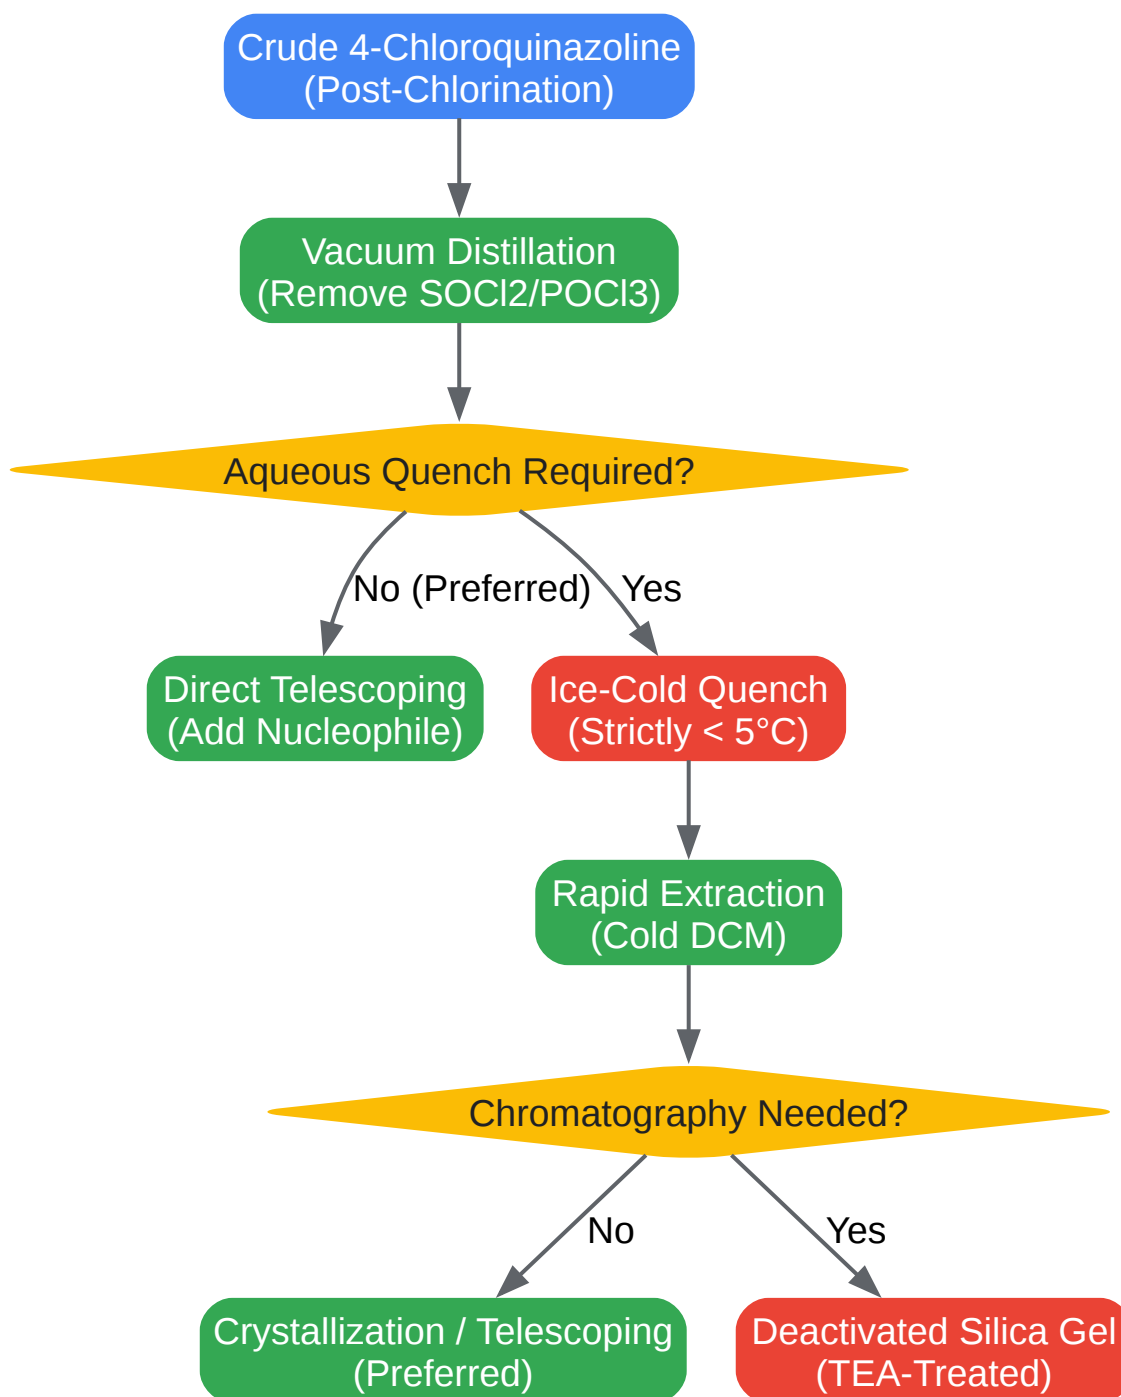 Crude 4-Chloroquinazoline
(Post-Chlorination)
Vacuum Distillation
(Remove SOCl2/POCl3)
Aqueous Quench Required?
No (Preferred)
Yes
Direct Telescoping
(Add Nucleophile)
Ice-Cold Quench
(Strictly < 5°C)
Rapid Extraction
(Cold DCM)
Chromatography Needed?
No
Yes
Crystallization / Telescoping
(Preferred)
Deactivated Silica Gel
(TEA-Treated)